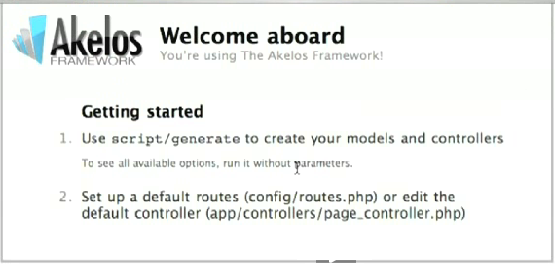 Akelos
FRAMEWORK
Welcome aboard
You're using The Akelos Framework!
Getting started
1. Use script/generate to create your models and controllers
To see all available options, run it without parameters.
2. Set up a default routes (config/routes.php) or edit the
default controller (app/controllers/page_controller.php)